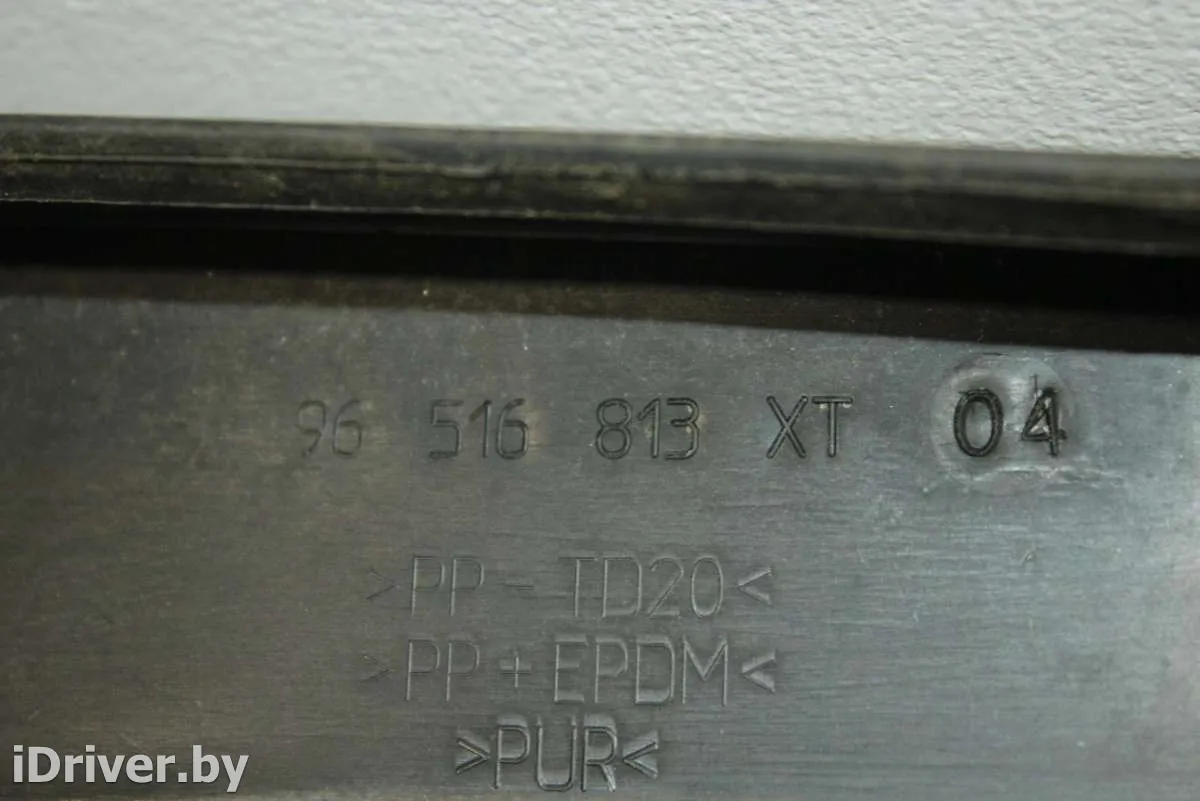 96 516 813 XT 04
>PP-TD20<
>PP+EPDM<
>PUR<
iDriver.by